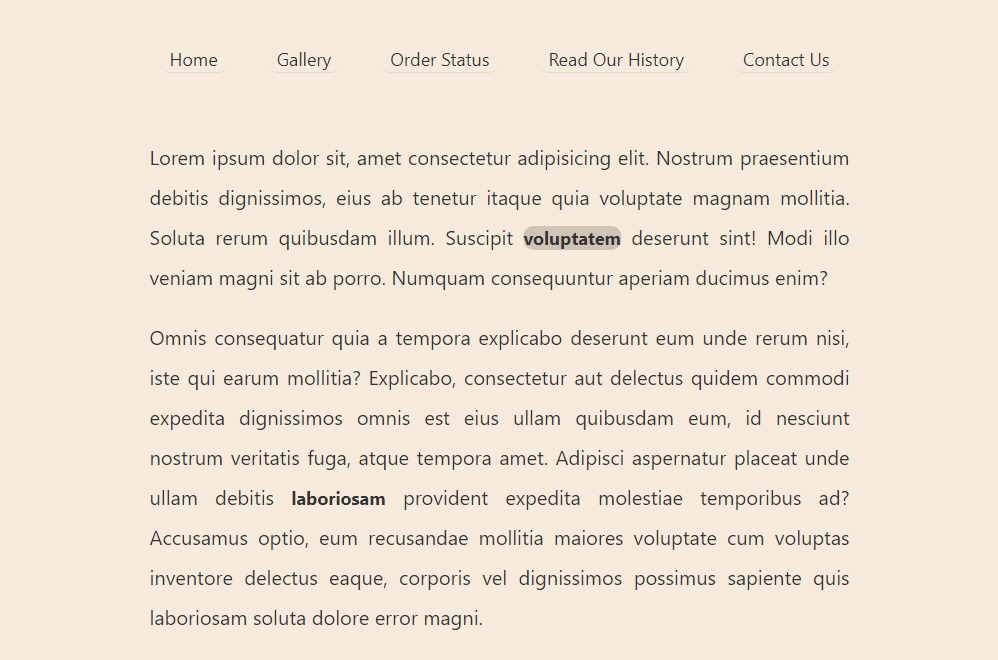 Home Gallery Order Status Read Our History Contact Us
Lorem ipsum dolor sit, amet consectetur adipisicing elit. Nostrum praesentium
debitis dignissimos, eius ab tenetur itaque quia voluptate magnam mollitia.
Soluta rerum quibusdam illum. Suscipit voluptatem deserunt sint! Modi illo
veniam magni sit ab porro. Numquam consequuntur aperiam ducimus enim?
Omnis consequatur quia a tempora explicabo deserunt eum unde rerum nisi,
iste qui earum mollitia? Explicabo, consectetur aut delectus quidem commodi
expedita dignissimos omnis est eius ullam quibusdam eum, id nesciunt
nostrum veritatis fuga, atque tempora amet. Adipisci aspernatur placeat unde
ullam debitis laboriosam provident expedita molestiae temporibus ad?
Accusamus optio, eum recusandae mollitia maiores voluptate cum voluptas
inventore delectus eaque, corporis vel dignissimos possimus sapiente quis
laboriosam soluta dolore error magni.